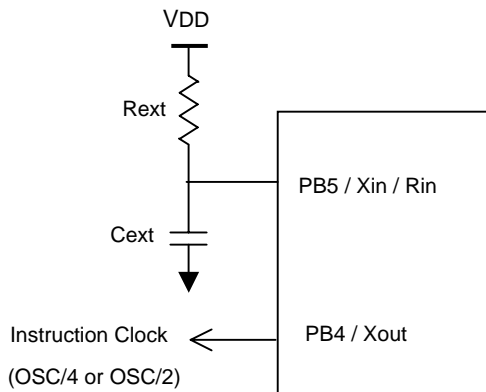 VDD
Rext
PB5 / Xin / Rin
Cext
Instruction Clock
PB4 / Xout
(OSC/4 or OSC/2)